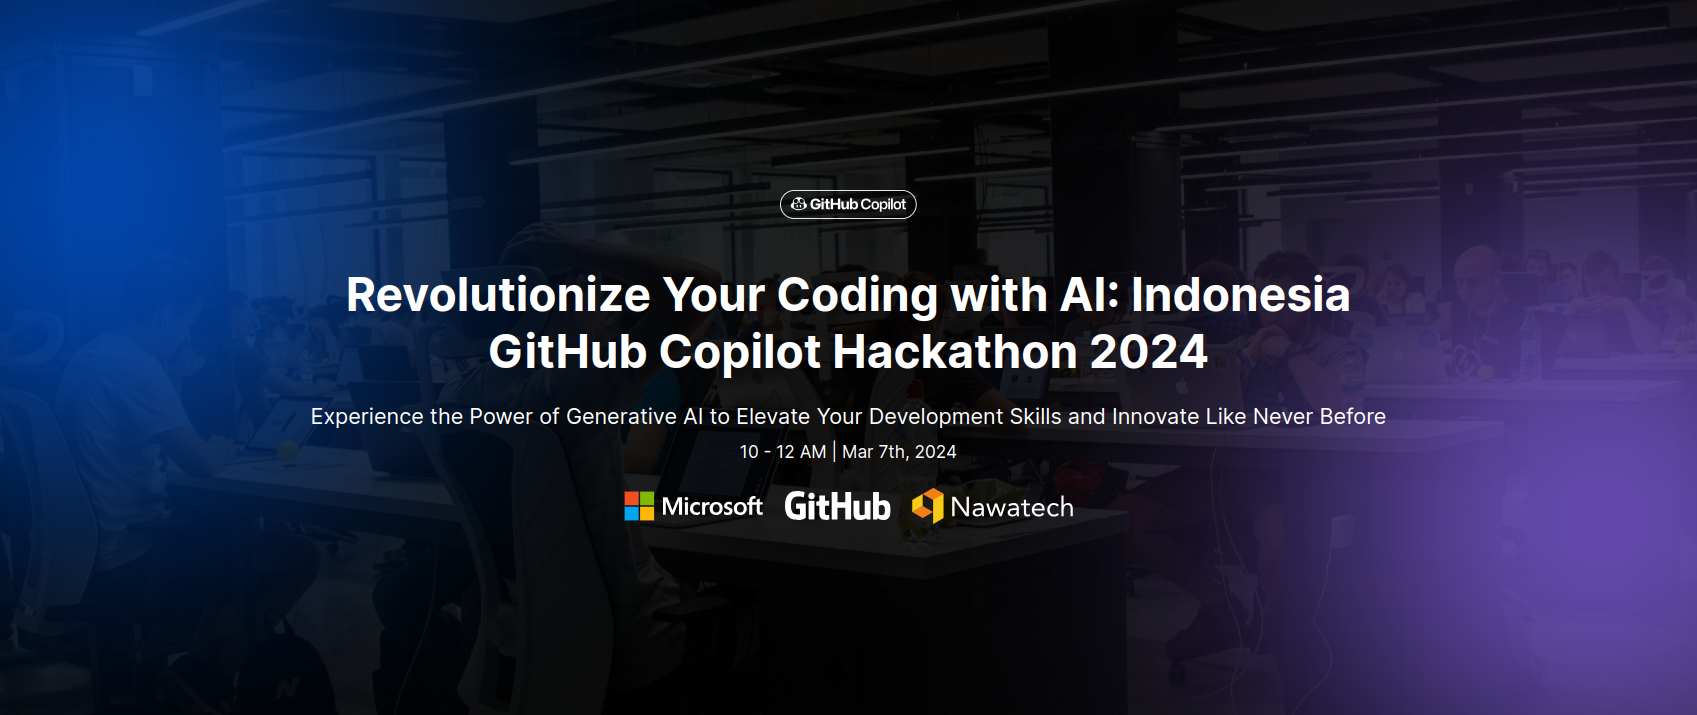 GitHub Copilot
Revolutionize Your Coding with AI: Indonesia
GitHub Copilot Hackathon 2024
Experience the Power of Generative AI to Elevate Your Development Skills and Innovate Like Never Before
10 - 12 AM | Mar 7th, 2024
Microsoft GitHub Nawatech